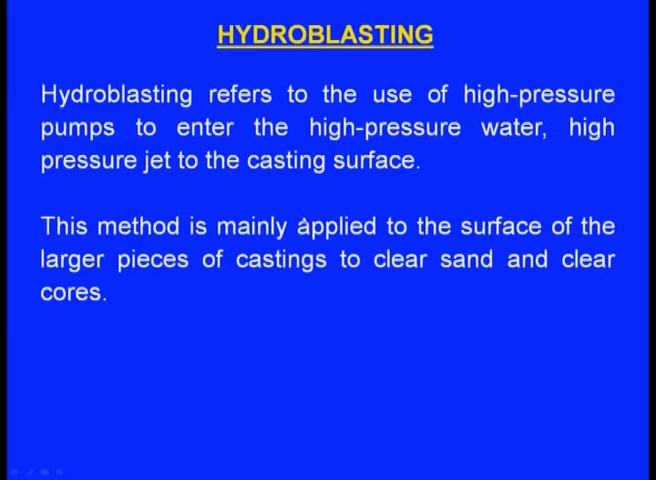 HYDROBLASTING
Hydroblasting refers to the use of high-pressure
pumps to enter the high-pressure water, high
pressure jet to the casting surface.
This method is mainly applied to the surface of the
larger pieces of castings to clear sand and clear
cores.